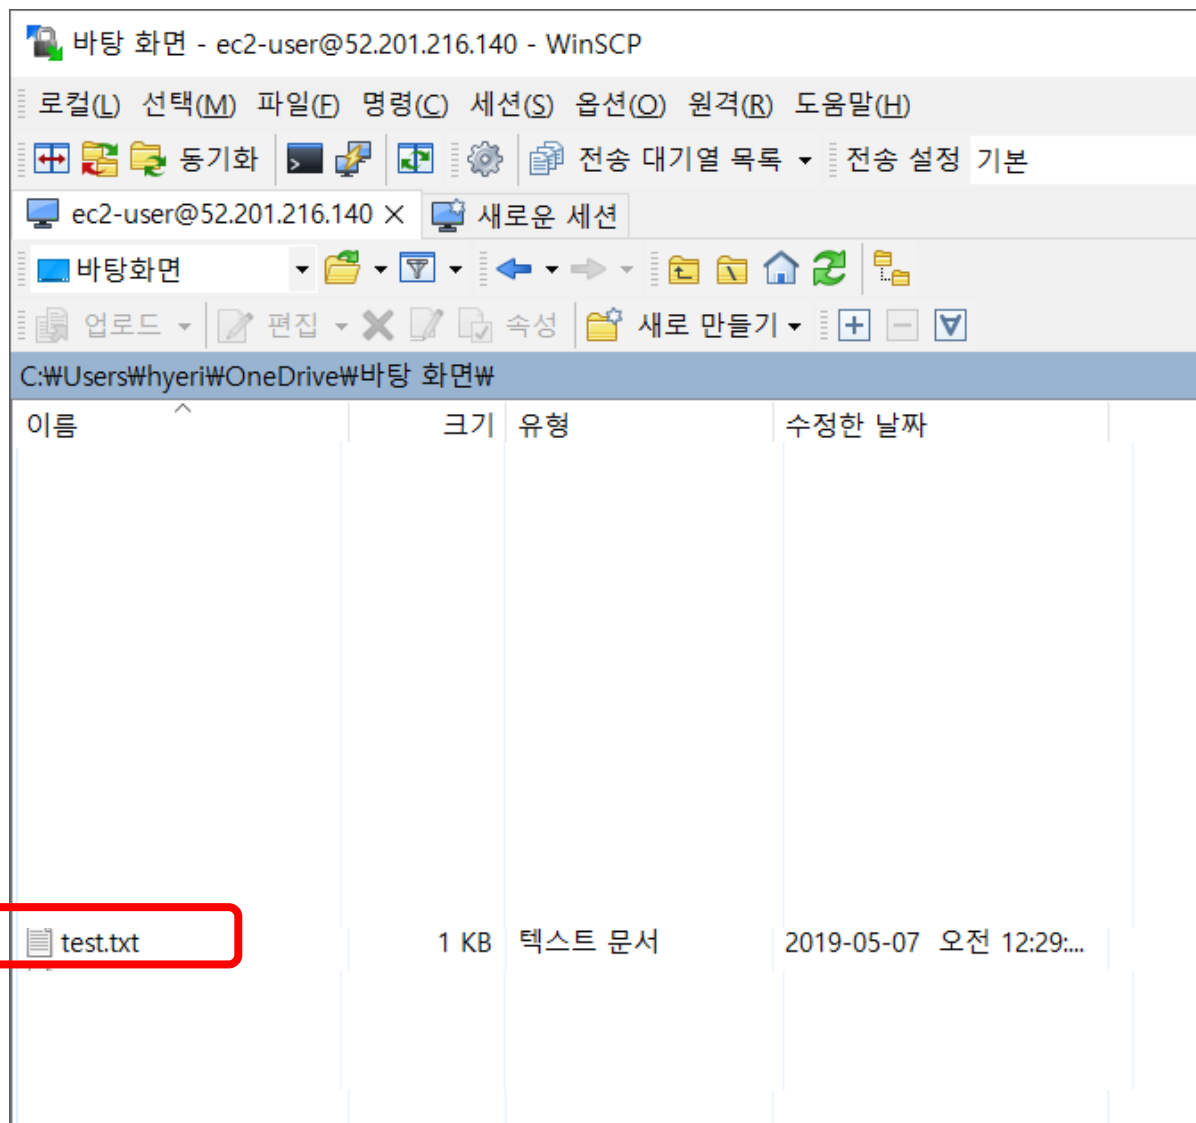 바탕 화면 - ec2-user@52.201.216.140 - WinSCP
로컬(L) 선택(M) 파일(F) 명령(C) 세션(S) 옵션(O) 원격(R) 도움말(H)
동기화 전송 대기열 목록 전송 설정 기본
ec2-user@52.201.216.140 새로운 세션
바탕화면
업로드 편집 속성 새로 만들기
C:₩Users₩hyeri₩OneDrive₩바탕 화면₩
이름 크기 유형 수정한 날짜
test.txt 1 KB 텍스트 문서 2019-05-07 오전 12:29:...